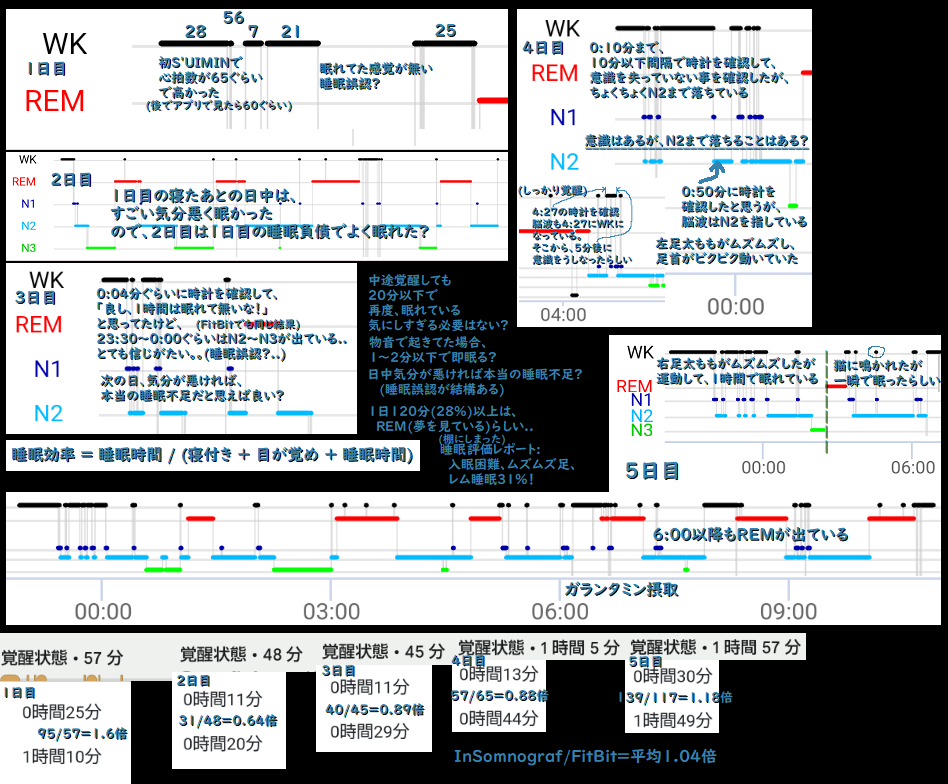 56
28 7 21 25
WK
1日目
REM
初S'UIMINで
心拍数が65ぐらい
で高かった
(後でアプリで見たら60ぐらい)
眠れてた感覚が無い
睡眠誤認?
WK
REM
N1
N2
N3
2日目
1日目の寝たあとの日中は、
すごい気分悪く眠かった
ので、2日目は1日目の睡眠負債でよく眠れた?
WK
3日目
REM
N1
N2
0:04分ぐらいに時計を確認して、
「良し、1時間は眠れて無いな!」
と思ってたけど、 (FitBitでも同じ結果)
23:30〜0:00ぐらいはN2〜N3が出ている..
とても信じがたい。。(睡眠誤認?..)
次の日、気分が悪ければ、
本当の睡眠不足だと思えば良い?
中途覚醒しても
20分以下で
再度、眠れている
気にしすぎる必要はない?
物音で起きてた場合、
1〜2分以下で即眠る?
日中気分が悪ければ本当の睡眠不足?
(睡眠誤認が結構ある)
1日120分(28%)以上は、
REM(夢を見ている)らしい..
(棚にしまった)
睡眠評価レポート:
入眠困難、ムズムズ足、
レム睡眠31%!
WK
4日目
REM
N1
N2
0:10分まで、
10分以下間隔で時計を確認して、
意識を失っていない事を確認したが、
ちょくちょくN2まで落ちている
意識はあるが、N2まで落ちることはある?
(しっかり覚醒)
4:27の時計を確認
脳波も4:27にWKに
なっている。
そこから、5分後に
意識をうしなったらしい
0:50分に時計を
確認したと思うが、
脳波はN2を指している
左足太ももがムズムズし、
足首がピクピク動いていた
04:00
00:00
WK
REM
N1
N2
N3
右足太ももがムズムズしたが
運動して、1時間で眠れている
猫に鳴かれたが
一瞬で眠ったらしい
5日目
00:00 06:00
睡眠効率 = 睡眠時間 / (寝付き + 目が覚め + 睡眠時間)
6:00以降もREMが出ている
ガランタミン摂取
00:00 03:00 06:00 09:00
覚醒状態・57 分
1日目
0時間25分
95/57=1.6倍
1時間10分
覚醒状態・48 分
2日目
0時間11分
31/48=0.64倍
0時間20分
覚醒状態・45 分
3日目
0時間11分
40/45=0.89倍
0時間29分
覚醒状態・1 時間 5 分
4日目
0時間13分
57/65=0.88倍
0時間44分
覚醒状態・1 時間 57 分
5日目
0時間30分
139/117=1.18倍
1時間49分
InSomnograf/FitBit=平均1.04倍